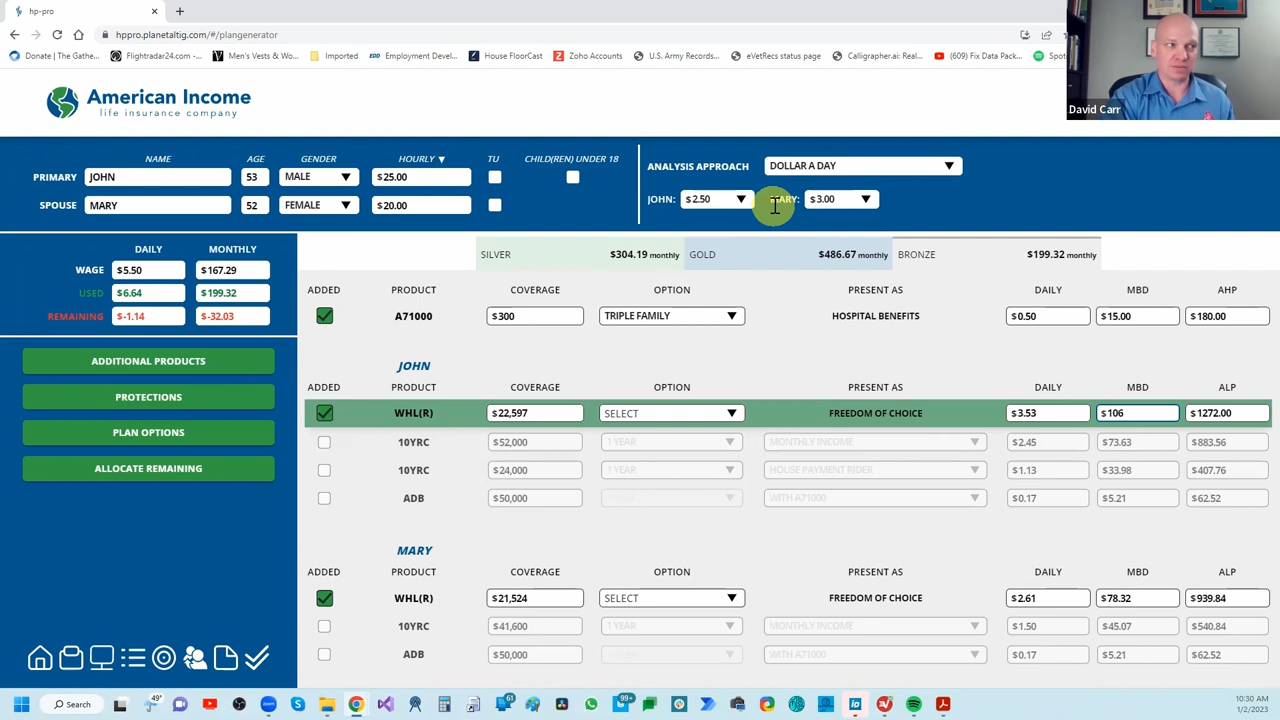 hp-pro
hppro.planetaltig.com/#/plangenerator
Donate | The Gathe...
Flightradar24.com -...
Men's Vests & Wo...
Imported
EDD Employment Devel...
House FloorCast
Zoho Accounts
U.S. Army Records...
eVetRecs status page
Calligrapher.ai: Real...
(609) Fix Data Pack...
Spot
David Carr
American Income
life insurance company
NAME AGE GENDER HOURLY ▼ TU CHILD(REN) UNDER 18
PRIMARY JOHN 53 MALE $25.00
SPOUSE MARY 52 FEMALE $20.00
ANALYSIS APPROACH DOLLAR A DAY
JOHN: $2.50 MARY: $3.00
DAILY MONTHLY
WAGE $5.50 $167.29
USED $6.64 $199.32
REMAINING $-1.14 $-32.03
ADDITIONAL PRODUCTS
PROTECTIONS
PLAN OPTIONS
ALLOCATE REMAINING
SILVER $304.19 monthly GOLD $486.67 monthly BRONZE $199.32 monthly
ADDED PRODUCT COVERAGE OPTION PRESENT AS DAILY MBD AHP
A71000 $300 TRIPLE FAMILY HOSPITAL BENEFITS $0.50 $15.00 $180.00
JOHN
ADDED PRODUCT COVERAGE OPTION PRESENT AS DAILY MBD ALP
WHL(R) $22,597 SELECT FREEDOM OF CHOICE $3.53 $106 $1272.00
10YRC $52,000 1 YEAR MONTHLY INCOME $2.45 $73.63 $883.56
10YRC $24,000 1 YEAR HOUSE PAYMENT RIDER $1.13 $33.98 $407.76
ADB $50,000 WITH A71000 $0.17 $5.21 $62.52
MARY
ADDED PRODUCT COVERAGE OPTION PRESENT AS DAILY MBD ALP
WHL(R) $21,524 SELECT FREEDOM OF CHOICE $2.61 $78.32 $939.84
10YRC $41,600 1 YEAR MONTHLY INCOME $1.50 $45.07 $540.84
ADB $50,000 WITH A71000 $0.17 $5.21 $62.52
Search
49°
61
99+
10:30 AM
1/2/2023